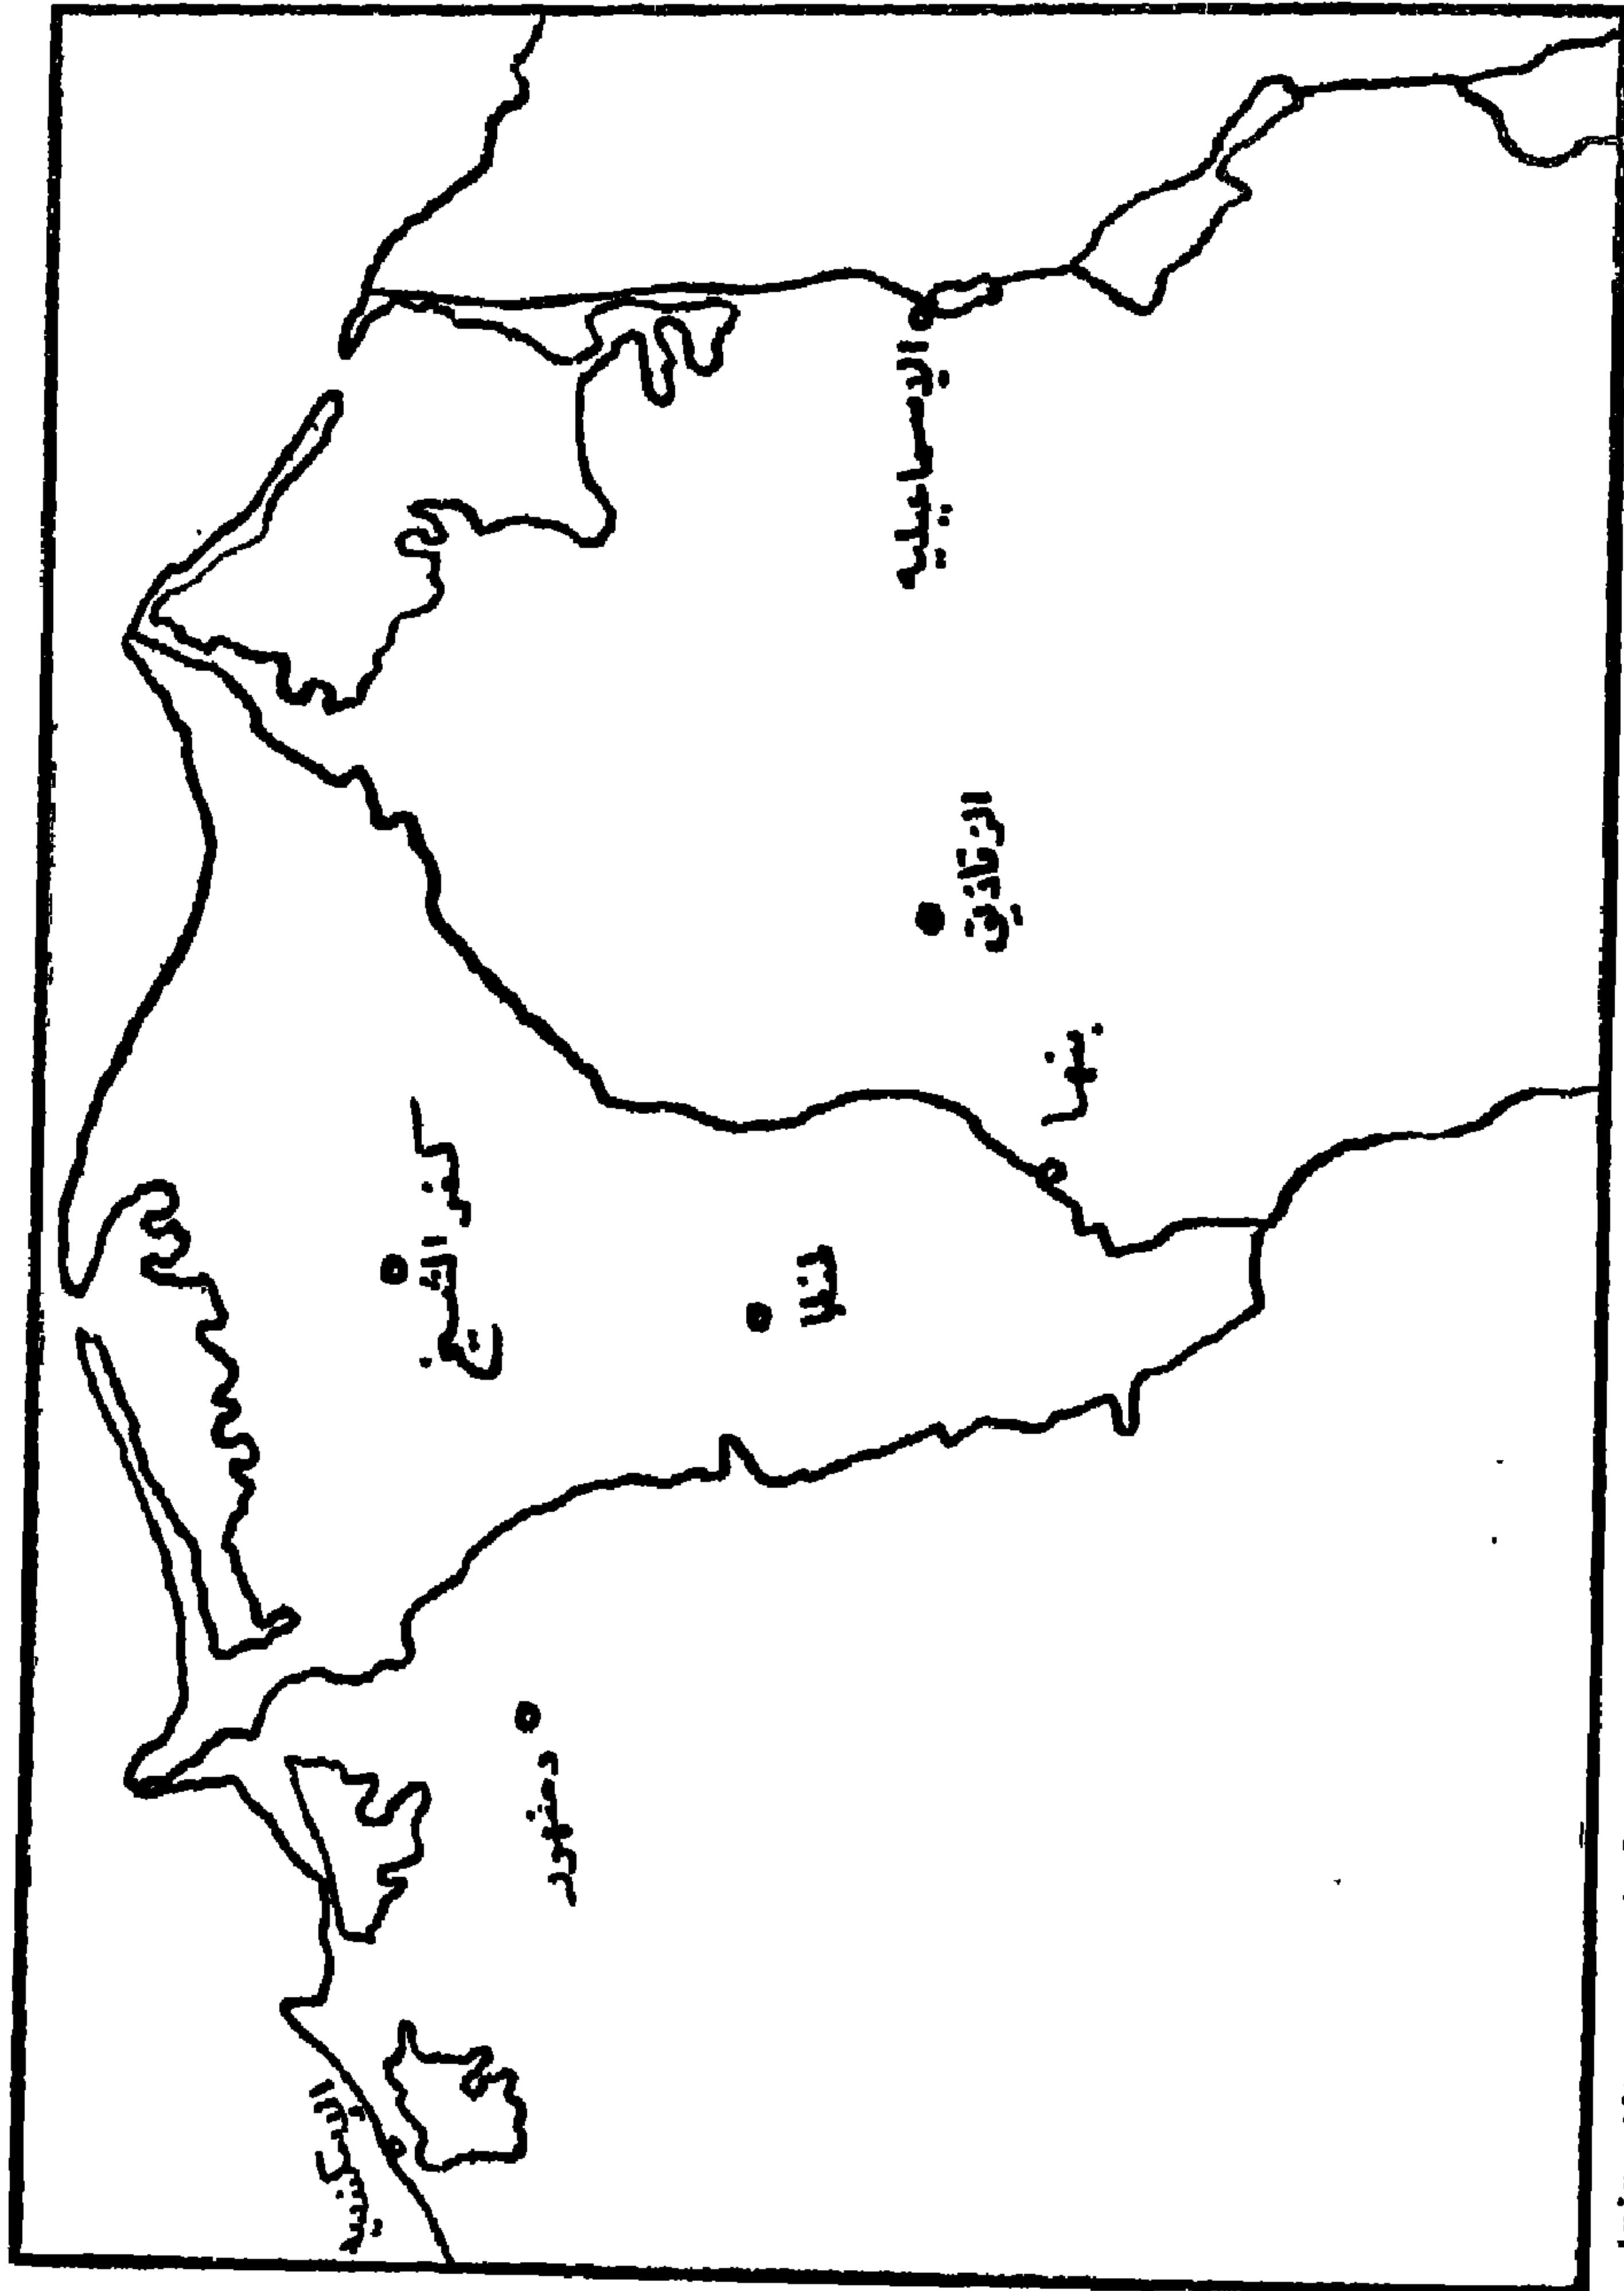 الإسماعيلية
الزقازيق
بنها
كفر الشيخ
طنطا
دمنهور
الإسكندرية